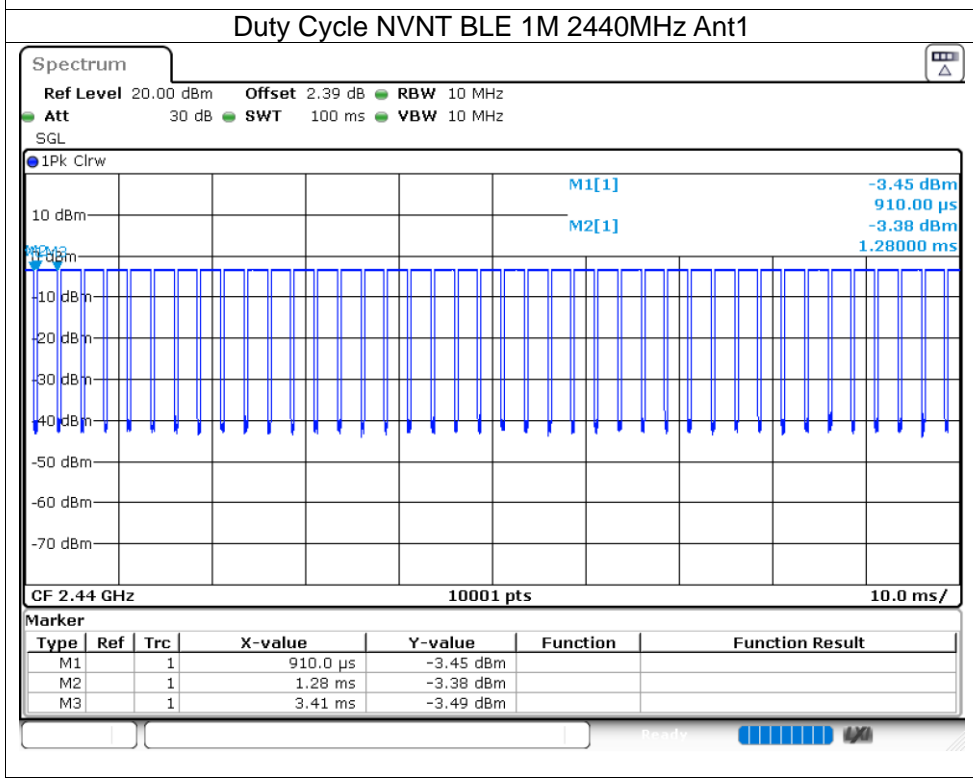 Duty Cycle NVNT BLE 1M 2440MHz Ant1
Spectrum
Ref Level 20.00 dBm Offset 2.39 dB RBW 10 MHz
Att 30 dB SWT 100 ms VBW 10 MHz
SGL
1Pk Clrw
M1[1] -3.45 dBm
910.00 µs
10 dBm
M2[1] -3.38 dBm
1.28000 ms
-10 dBm
-20 dBm
-30 dBm
-40 dBm
-50 dBm
-60 dBm
-70 dBm
CF 2.44 GHz 10001 pts 10.0 ms/
Marker
Type Ref Trc X-value Y-value Function Function Result
M1 1 910.0 µs -3.45 dBm
M2 1 1.28 ms -3.38 dBm
M3 1 3.41 ms -3.49 dBm
Ready